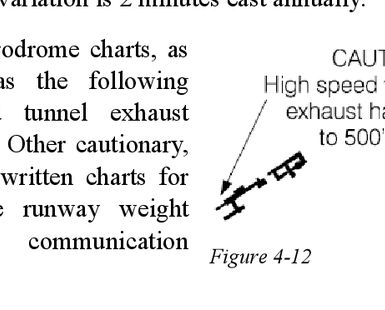 variation is 2 minutes east annually.
rodrome charts, as
as the following
tunnel exhaust
Other cautionary,
written charts for
runway weight
communication
CAUT
High speed
exhaust ha
to 500'
Figure 4-12